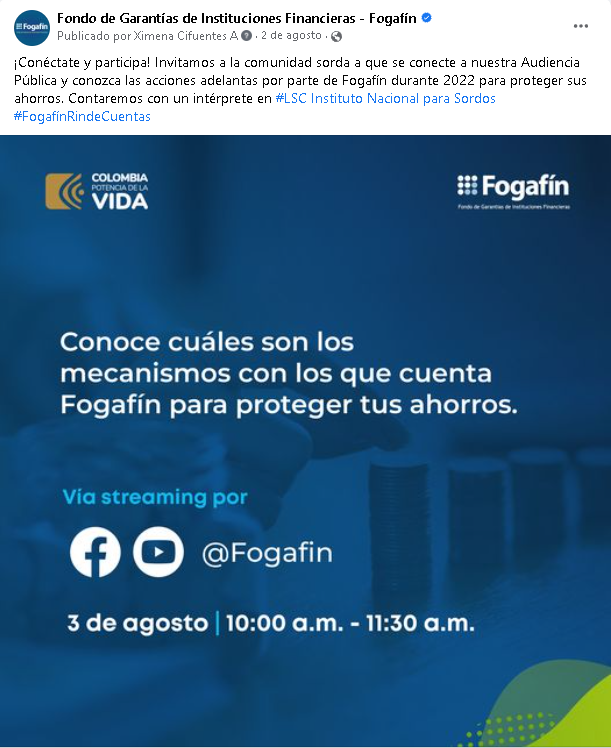 Fondo de Garantías de Instituciones Financieras - Fogafín
Publicado por Ximena Cifuentes A · 2 de agosto ·
¡Conéctate y participa! Invitamos a la comunidad sorda a que se conecte a nuestra Audiencia
Pública y conozca las acciones adelantas por parte de Fogafín durante 2022 para proteger sus
ahorros. Contaremos con un intérprete en #LSC Instituto Nacional para Sordos
#FogafínRindeCuentas
COLOMBIA
POTENCIA DE LA
VIDA
Fogafín
Fondo de Garantías de Instituciones Financieras
Conoce cuáles son los
mecanismos con los que cuenta
Fogafín para proteger tus ahorros.
Vía streaming por
@Fogafin
3 de agosto | 10:00 a.m. - 11:30 a.m.